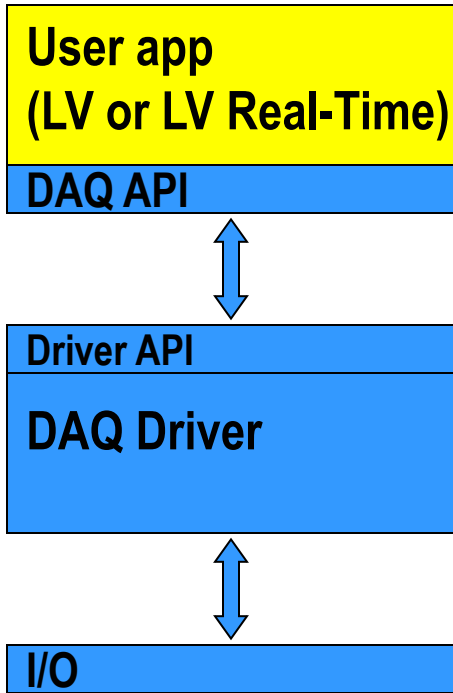 User app
(LV or LV Real-Time)
DAQ API
Driver API
DAQ Driver
I/O